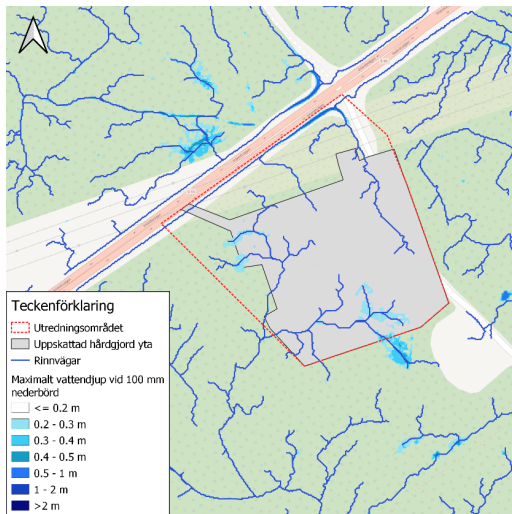 Teckenförklaring
Utredningsområdet
Uppskattad hårdgjord yta
Rinnvägar
Maximalt vattendjup vid 100 mm
nederbörd
<= 0.2 m
0.2 - 0.3 m
0.3 - 0.4 m
0.4 - 0.5 m
0.5 - 1 m
1 - 2 m
>2 m